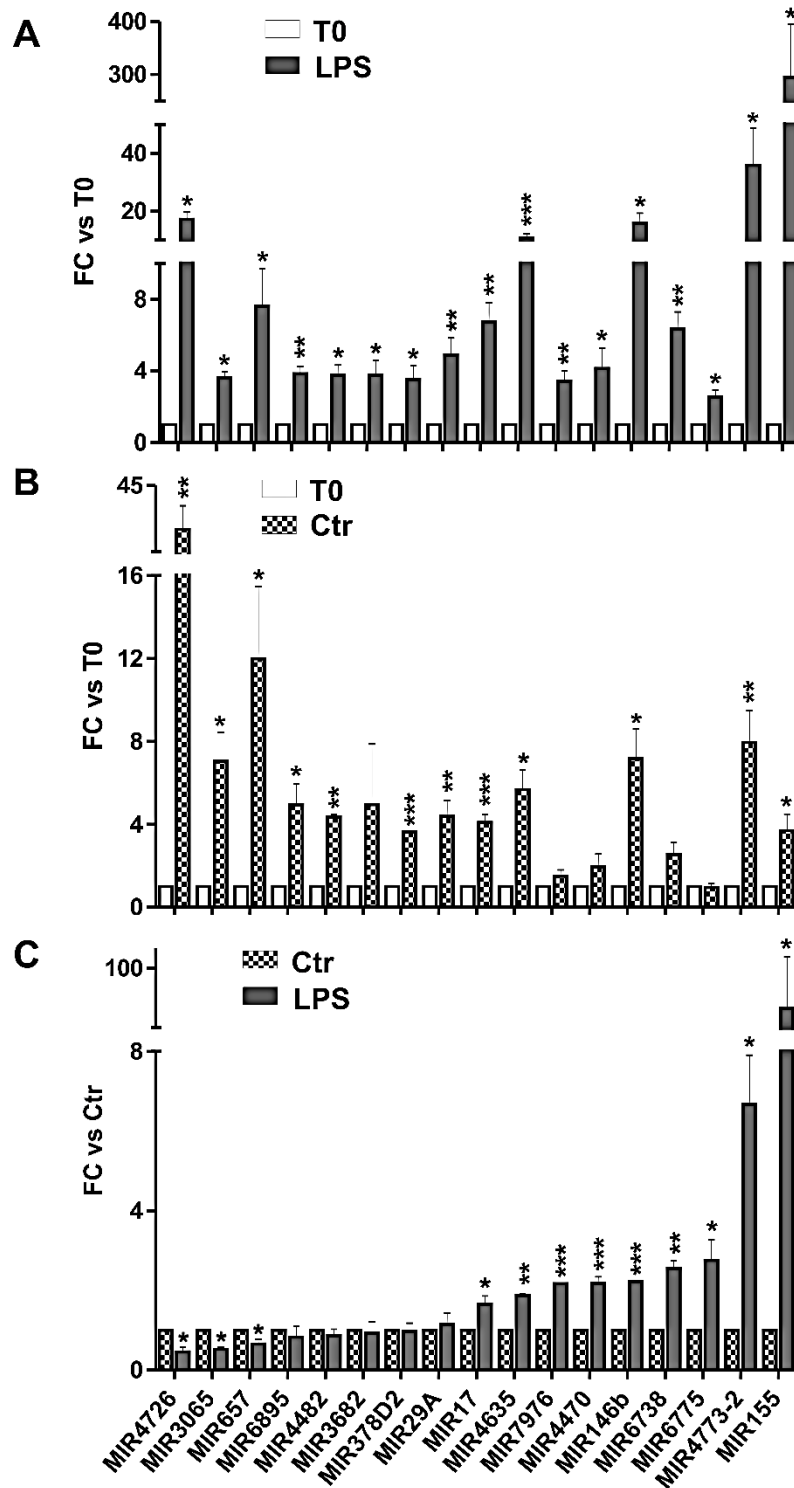 A
T0
LPS
400
300
40
20
8
4
0
FC vs T0
*
*
*
**
*
*
*
**
**
***
**
*
*
**
*
*
*
B
T0
Ctr
45
16
12
8
4
0
FC vs T0
**
*
*
*
**
***
**
***
*
*
**
*
C
Ctr
LPS
100
8
4
0
FC vs Ctr
*
*
*
*
**
***
***
***
**
*
*
*
MIR4726
MIR3065
MIR657
MIR6895
MIR4482
MIR3682
MIR378D2
MIR29A
MIR17
MIR4635
MIR7976
MIR4470
MIR146b
MIR6738
MIR6775
MIR4773-2
MIR155